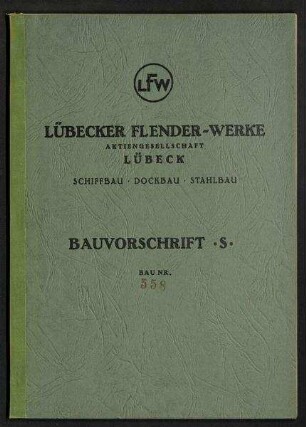 LFW
LÜBECKER FLENDER-WERKE
AKTIENGESELLSCHAFT
LÜBECK
SCHIFFBAU · DOCKBAU · STAHLBAU
BAUVORSCHRIFT ·S·
BAU NR.
558